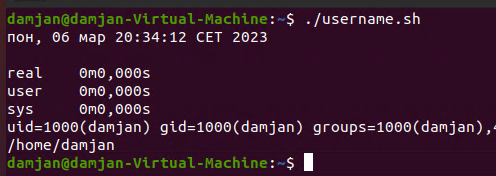 damjan@damjan-Virtual-Machine:~$ ./username.sh
пон, 06 мар 20:34:12 CET 2023
real 0m0,000s
user 0m0,000s
sys 0m0,000s
uid=1000(damjan) gid=1000(damjan) groups=1000(damjan),4
/home/damjan
damjan@damjan-Virtual-Machine:~$